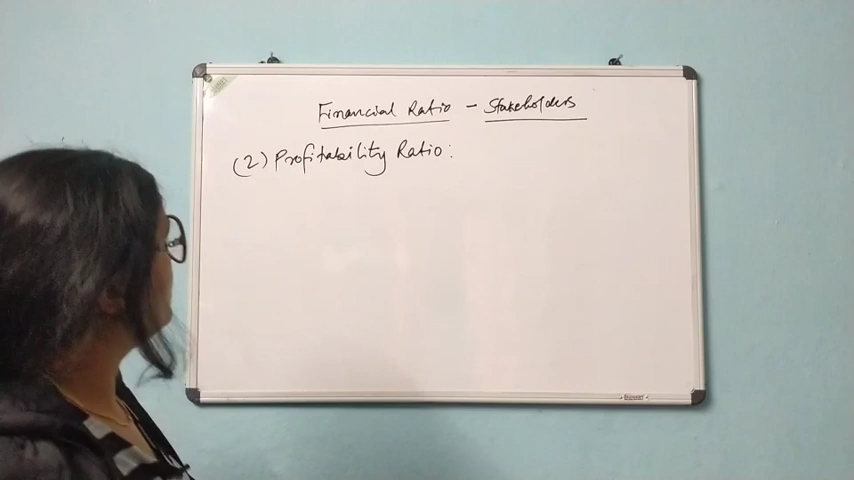 Financial Ratio - Stakeholders
(2) Profitability Ratio: